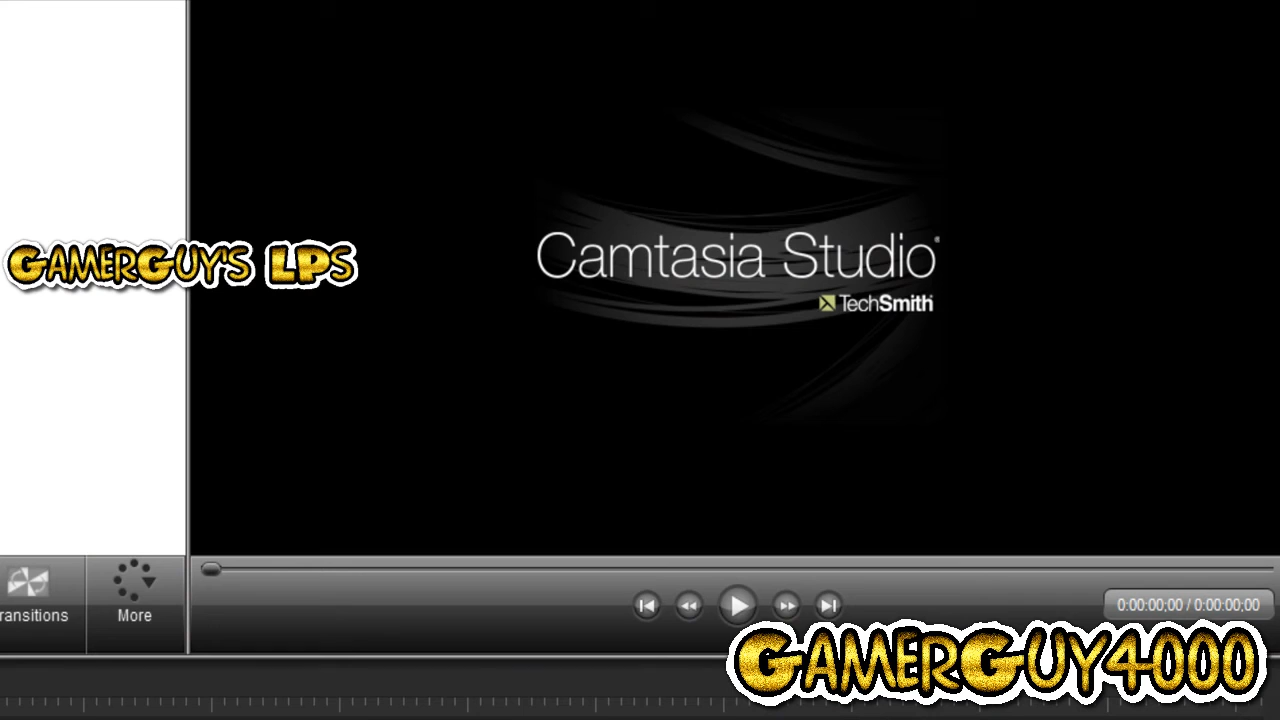 Camtasia Studio®
TechSmith
GamerGuy's LPs
ransitions
More
0:00:00;00 / 0:00:00;00
GamerGuy4000